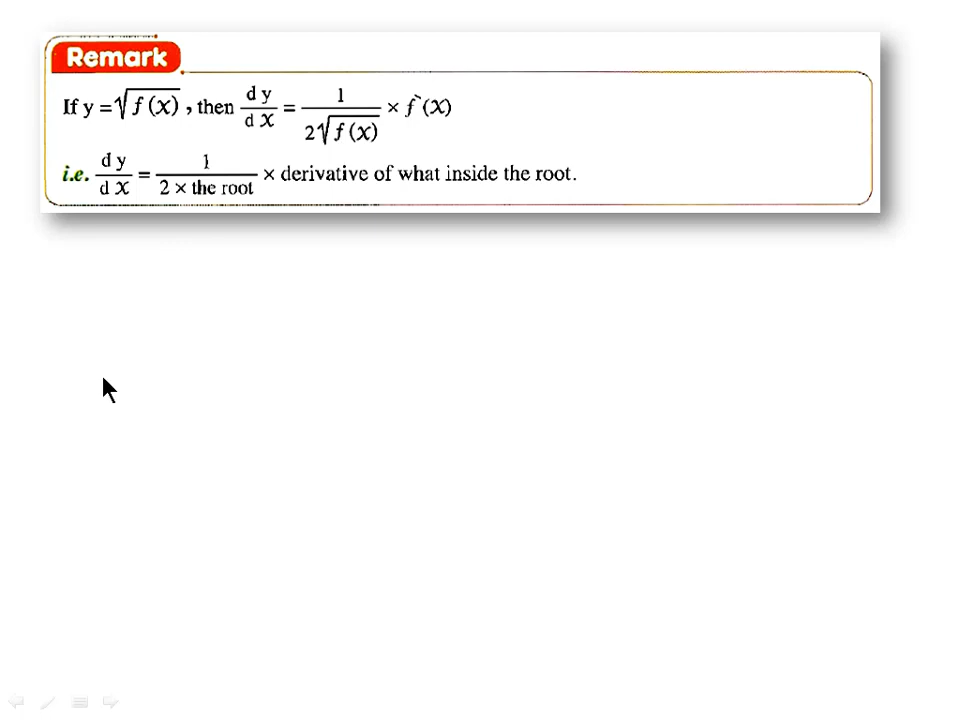 Remark
If y = √f(x) , then dy/dx = 1/(2√f(x)) × f`(x)
i.e. dy/dx = 1/(2 × the root) × derivative of what inside the root.